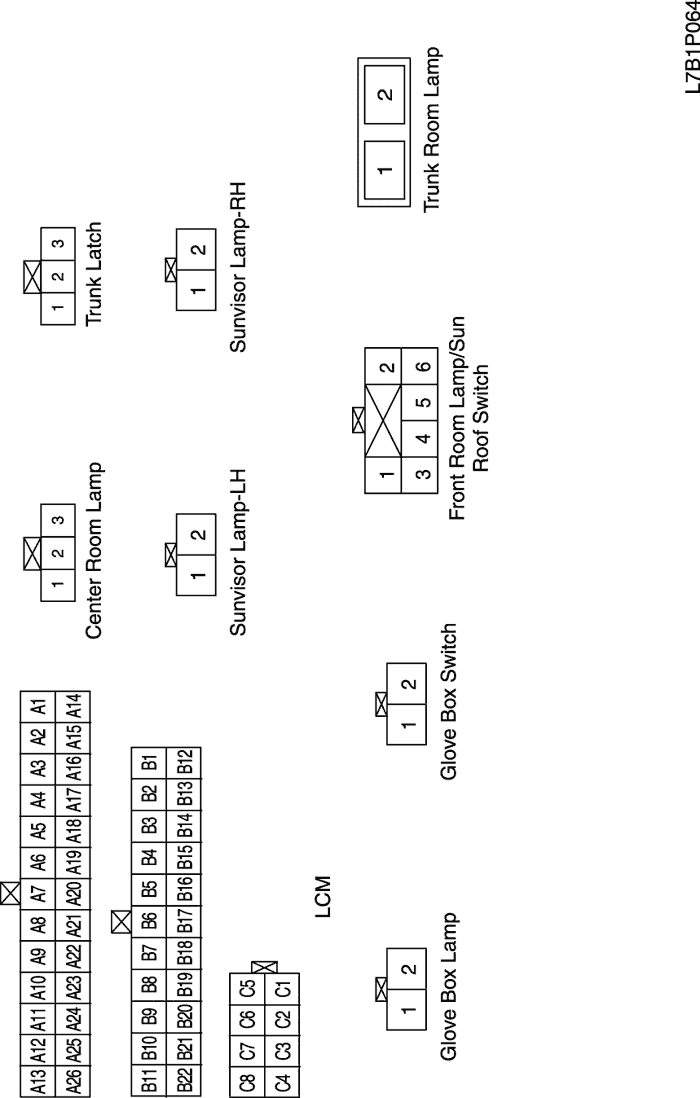 A13 A12 A11 A10 A9 A8 A7 A6 A5 A4 A3 A2 A1
A26 A25 A24 A23 A22 A21 A20 A19 A18 A17 A16 A15 A14
B11 B10 B9 B8 B7 B6 B5 B4 B3 B2 B1
B22 B21 B20 B19 B18 B17 B16 B15 B14 B13 B12
C8 C7 C6 C5
C4 C3 C2 C1
LCM
1 2 3
Center Room Lamp
1 2 3
Trunk Latch
1 2
Sunvisor Lamp-LH
1 2
Sunvisor Lamp-RH
1 2
Glove Box Lamp
1 2
Glove Box Switch
1 2
3 4 5 6
Front Room Lamp/Sun
Roof Switch
1 2
Trunk Room Lamp
L7B1P064